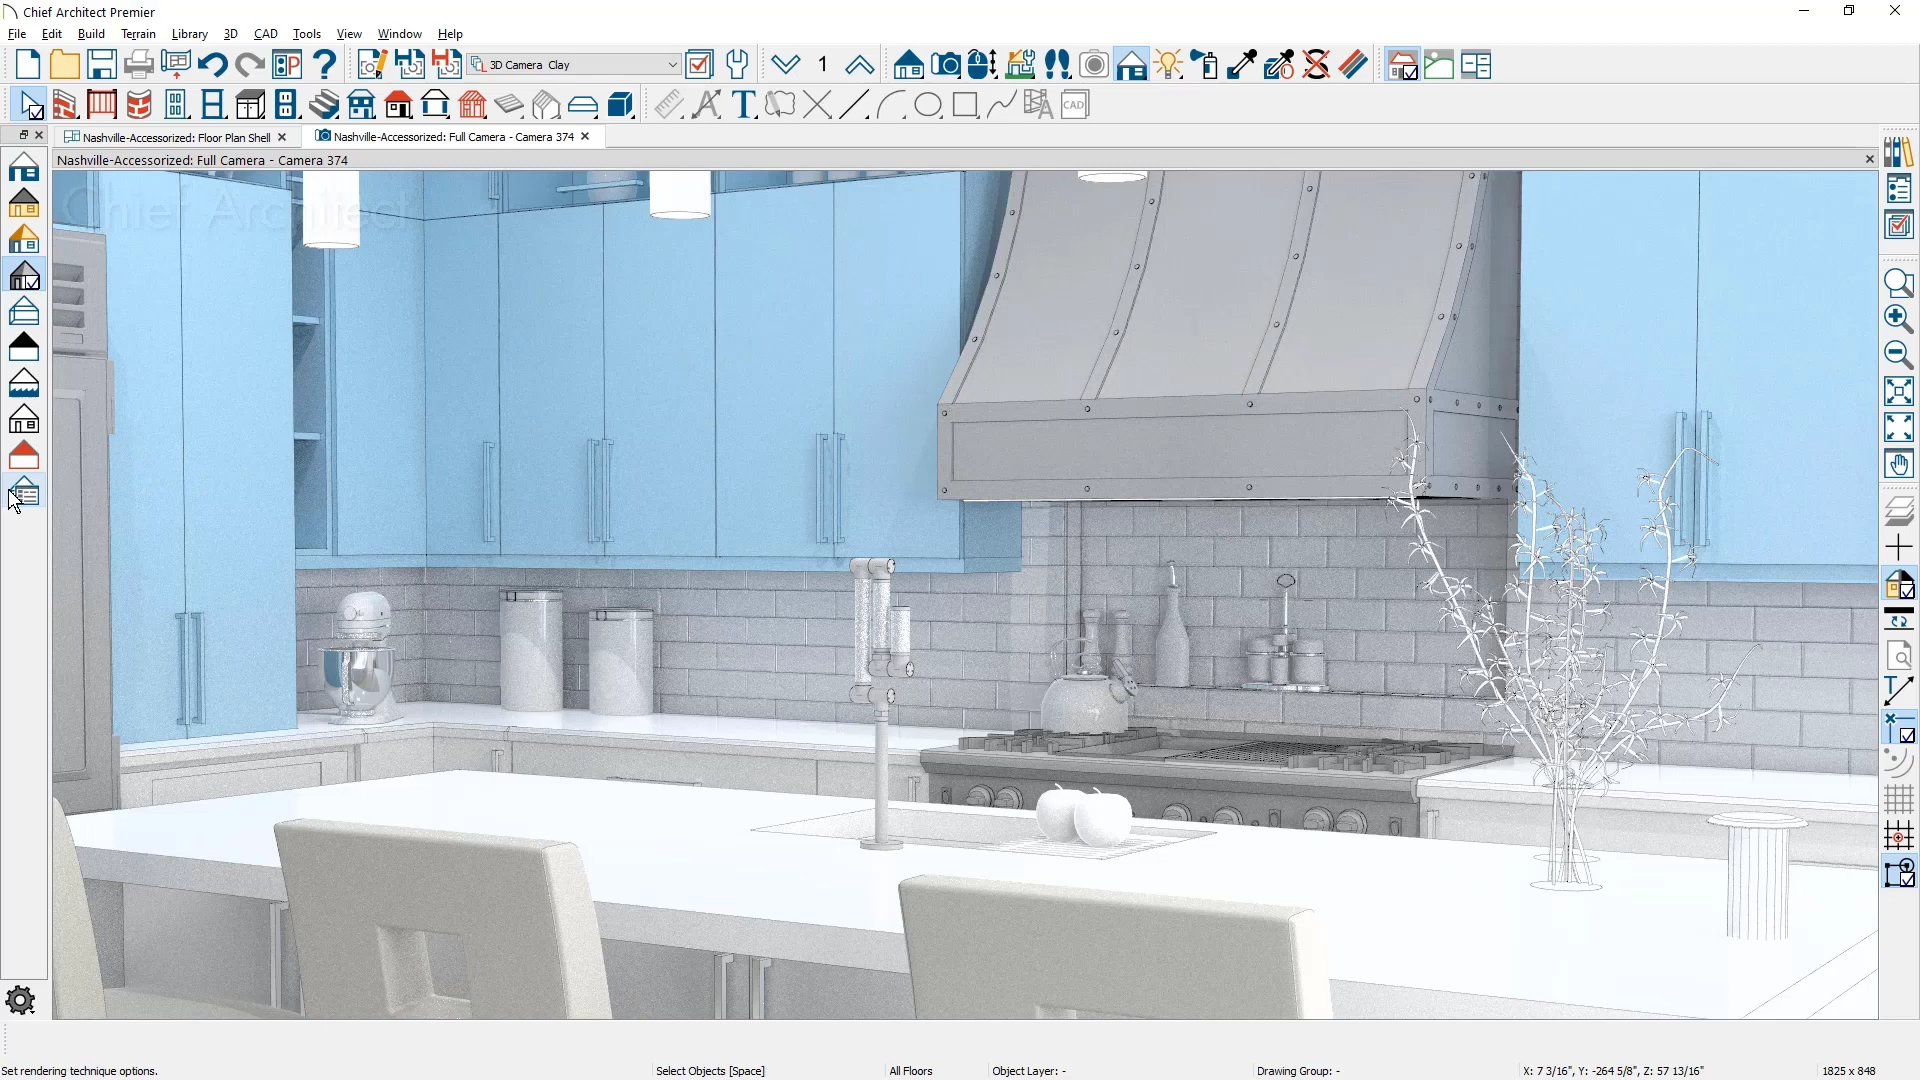 Chief Architect Premier
File Edit Build Terrain Library 3D CAD Tools View Window Help
3D Camera Clay
1
CAD
Nashville-Accessorized: Floor Plan Shell
Nashville-Accessorized: Full Camera - Camera 374
Nashville-Accessorized: Full Camera - Camera 374
Chief Architect
Set rendering technique options.
Select Objects [Space]
All Floors
Object Layer: -
Drawing Group: -
X: 7 3/16", Y: -264 5/8", Z: 57 13/16"
1825 x 848